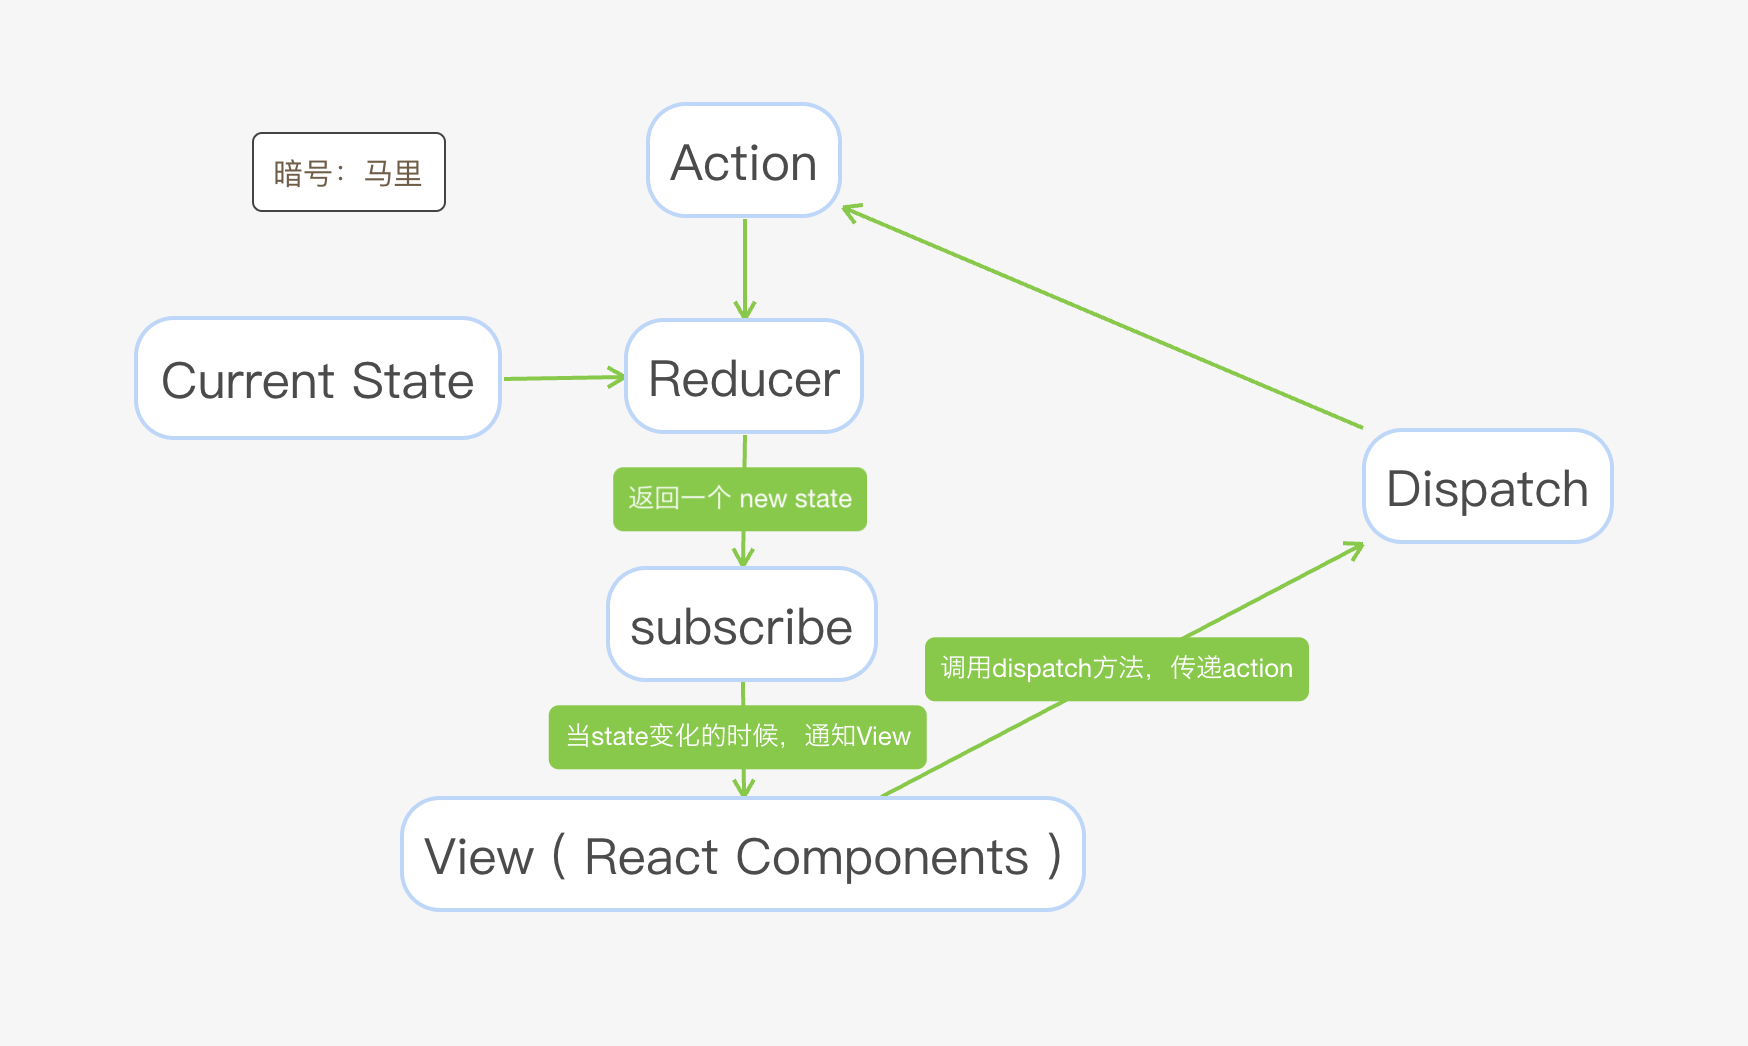 Action
暗号：马里
Current State
Reducer
返回一个 new state
Dispatch
subscribe
调用dispatch方法，传递action
当state变化的时候，通知View
View ( React Components )